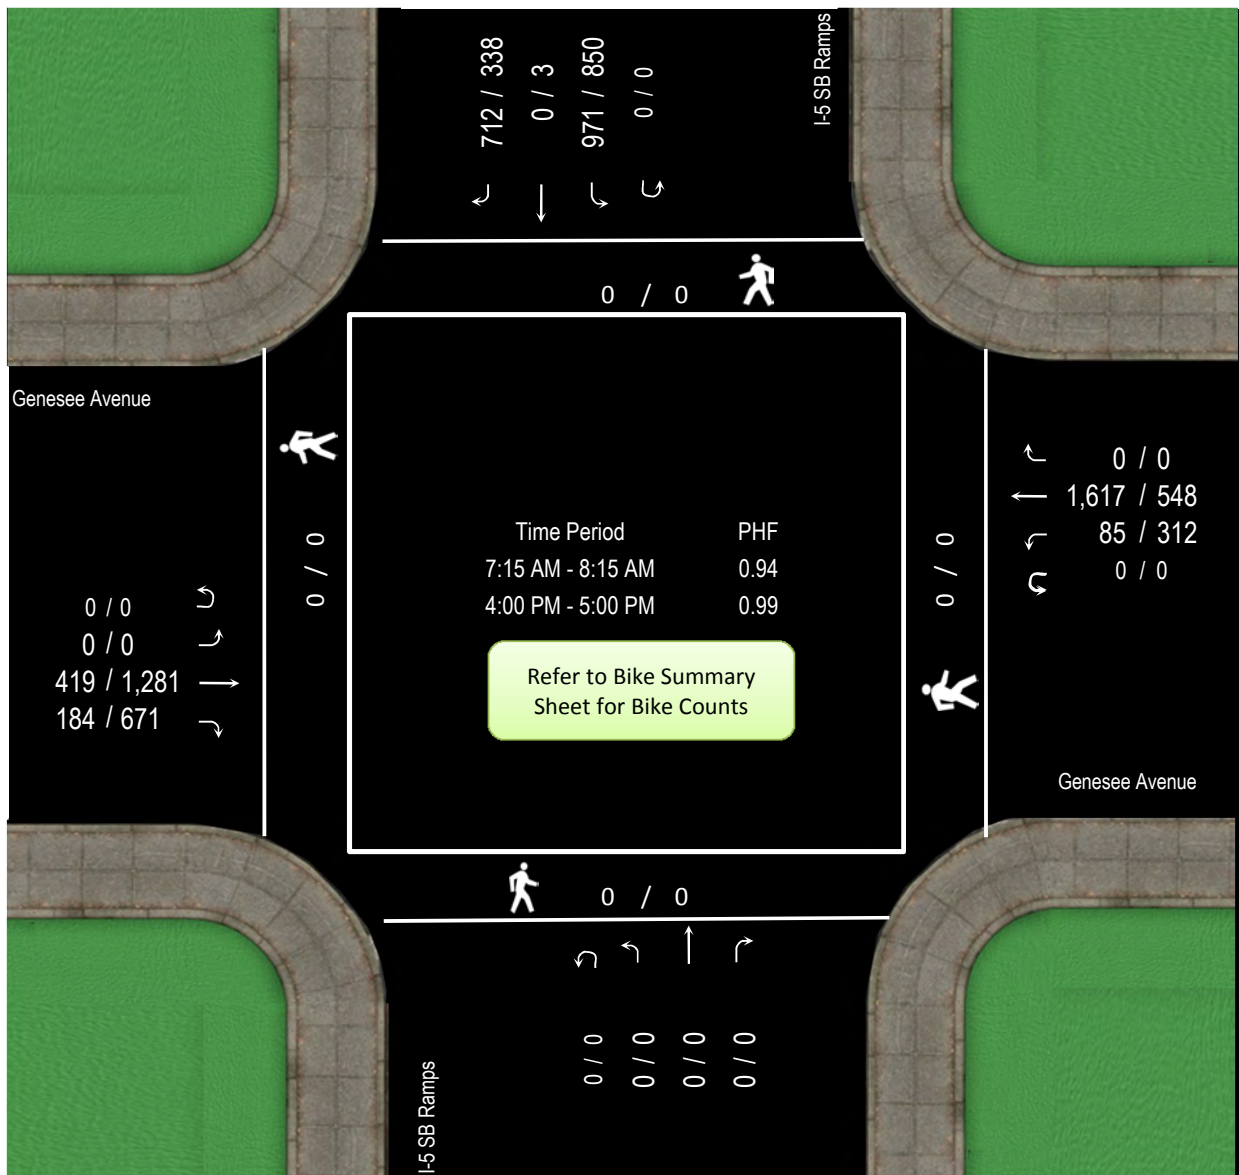 712 / 338
0 / 3
971 / 850
0 / 0
I-5 SB Ramps
0 / 0
Genesee Avenue
0 / 0
1,617 / 548
85 / 312
0 / 0
0 / 0
0 / 0
Time Period PHF
7:15 AM - 8:15 AM 0.94
4:00 PM - 5:00 PM 0.99
0 / 0
0 / 0
419 / 1,281
184 / 671
Refer to Bike Summary
Sheet for Bike Counts
Genesee Avenue
0 / 0
0 / 0
0 / 0
0 / 0
0 / 0
I-5 SB Ramps